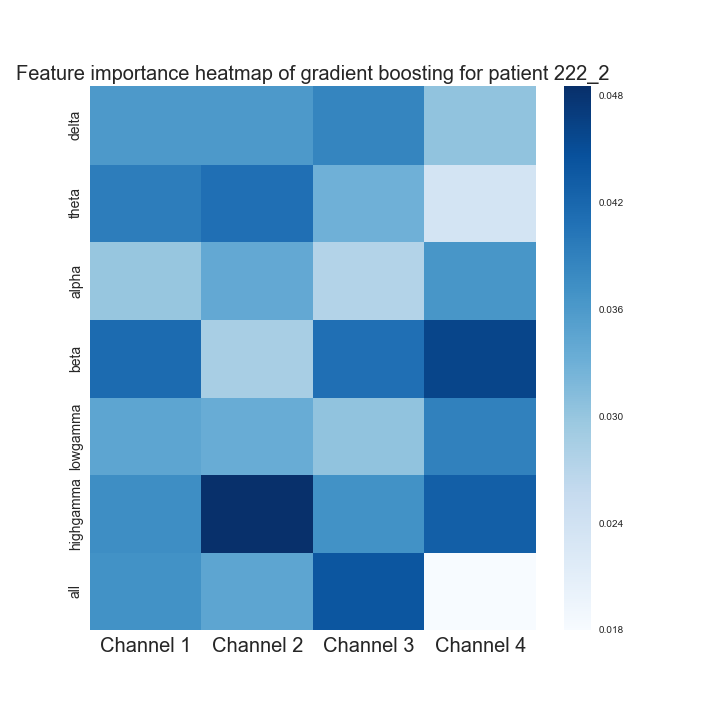 Feature importance heatmap of gradient boosting for patient 222_2
delta
theta
alpha
beta
lowgamma
highgamma
all
Channel 1 Channel 2 Channel 3 Channel 4
0.048
0.042
0.036
0.030
0.024
0.018